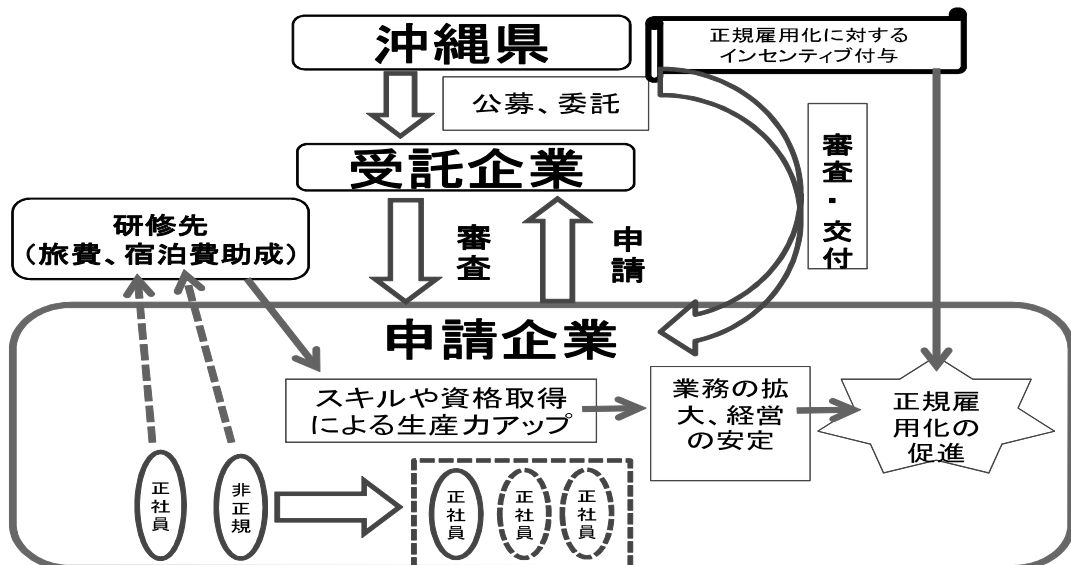 沖縄県
正規雇用化に対する
インセンティブ付与
公募、委託
受託企業
審査・交付
研修先
（旅費、宿泊費助成）
審査
申請
申請企業
スキルや資格取得
による生産力アップ
業務の拡
大、経営
の安定
正規雇
用化の
促進
正社員
非正規
正社員
正社員
正社員